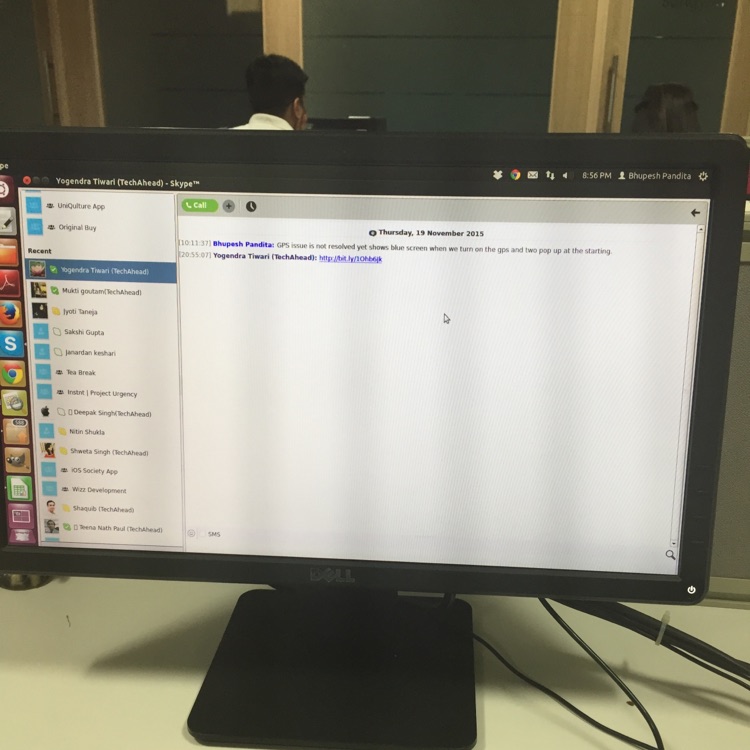 pe
Yogendra Tiwari (TechAhead) - Skype™
8:56 PM
Bhupesh Pandita
UniQulture App
Original Buy
Recent
Yogendra Tiwari (TechAhead)
Mukti goutam(TechAhead)
Jyoti Taneja
Sakshi Gupta
Janardan keshari
Tea Break
Instnt | Project Urgency
Deepak Singh(TechAhead)
Nitin Shukla
Shweta Singh (TechAhead)
iOS Society App
Wizz Development
Shaquib (TechAhead)
Teena Nath Paul (TechAhead)
Call
Thursday, 19 November 2015
[10:11:37] Bhupesh Pandita: GPS issue is not resolved yet shows blue screen when we turn on the gps and two pop up at the starting.
[20:55:07] Yogendra Tiwari (TechAhead): http://bit.ly/1Ohb6jk
SMS
S
DELL